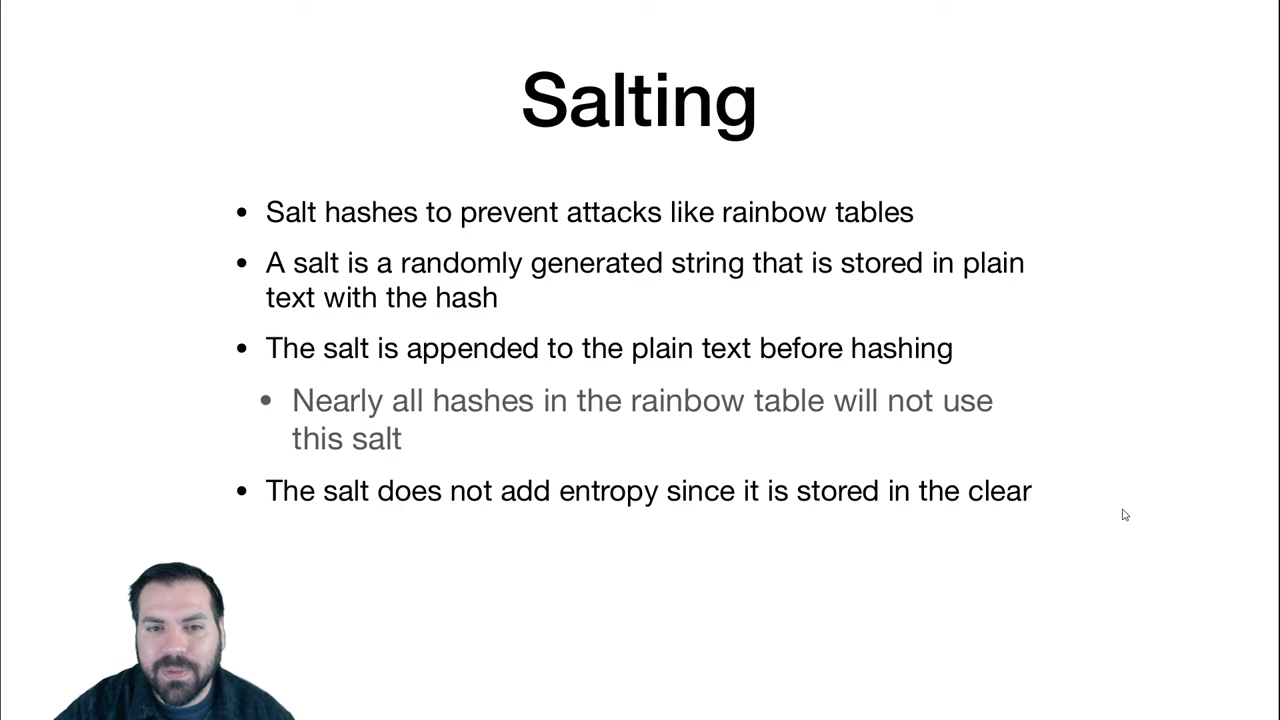 Salting
• Salt hashes to prevent attacks like rainbow tables
• A salt is a randomly generated string that is stored in plain
text with the hash
• The salt is appended to the plain text before hashing
• Nearly all hashes in the rainbow table will not use
this salt
• The salt does not add entropy since it is stored in the clear